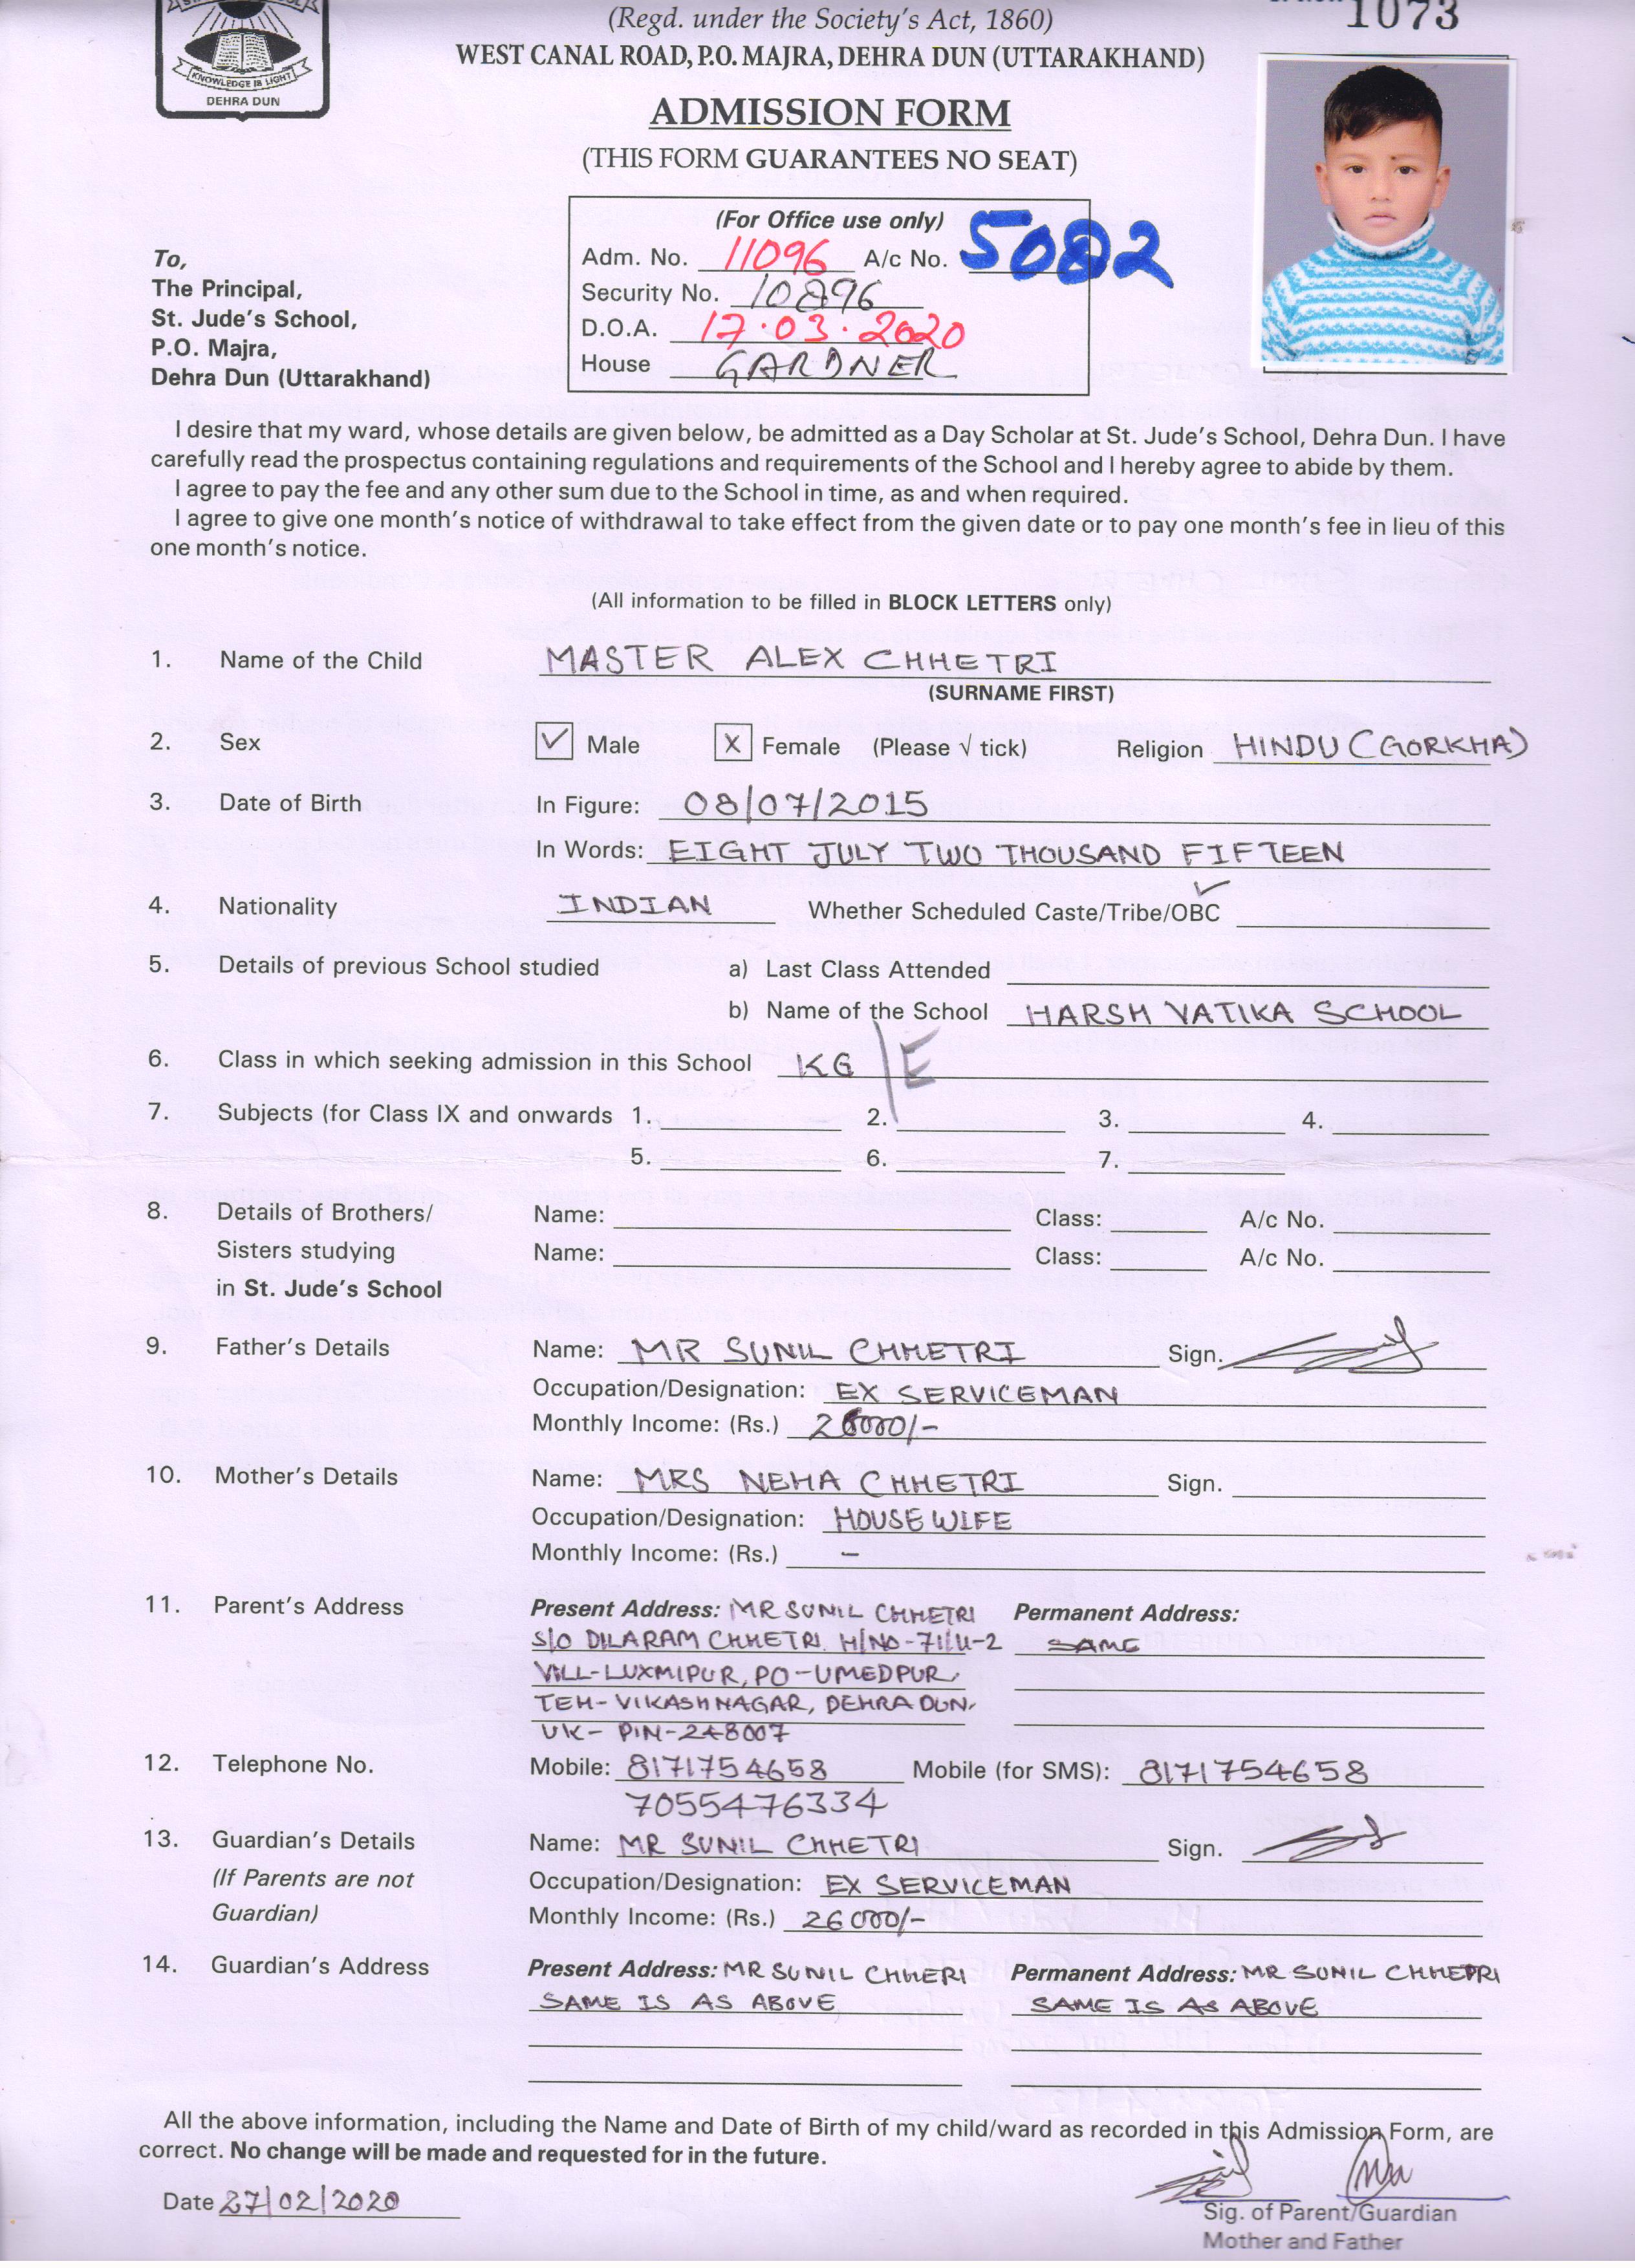 KNOWLEDGE IS LIGHT
DEHRA DUN
(Regd. under the Society's Act, 1860)
1073
WEST CANAL ROAD, P.O. MAJRA, DEHRA DUN (UTTARAKHAND)
ADMISSION FORM
(THIS FORM GUARANTEES NO SEAT)
(For Office use only)
Adm. No. 11096 A/c No. 5082
Security No. 10896
D.O.A. 17.03.2020
House GARDNER
To,
The Principal,
St. Jude's School,
P.O. Majra,
Dehra Dun (Uttarakhand)
I desire that my ward, whose details are given below, be admitted as a Day Scholar at St. Jude's School, Dehra Dun. I have
carefully read the prospectus containing regulations and requirements of the School and I hereby agree to abide by them.
I agree to pay the fee and any other sum due to the School in time, as and when required.
I agree to give one month's notice of withdrawal to take effect from the given date or to pay one month's fee in lieu of this
one month's notice.
(All information to be filled in BLOCK LETTERS only)
1. Name of the Child MASTER ALEX CHHETRI
(SURNAME FIRST)
2. Sex ✓ Male X Female (Please √ tick) Religion HINDU (GORKHA)
3. Date of Birth In Figure: 08/07/2015
In Words: EIGHT JULY TWO THOUSAND FIFTEEN
4. Nationality INDIAN Whether Scheduled Caste/Tribe/OBC ✓
5. Details of previous School studied a) Last Class Attended
b) Name of the School HARSH VATIKA SCHOOL
6. Class in which seeking admission in this School KG / E
7. Subjects (for Class IX and onwards 1. 2. 3. 4.
5. 6. 7.
8. Details of Brothers/ Name: Class: A/c No.
Sisters studying Name: Class: A/c No.
in St. Jude's School
9. Father's Details Name: MR SUNIL CHHETRI Sign.
Occupation/Designation: EX SERVICEMAN
Monthly Income: (Rs.) 26000/-
10. Mother's Details Name: MRS NEHA CHHETRI Sign.
Occupation/Designation: HOUSE WIFE
Monthly Income: (Rs.) -
11. Parent's Address Present Address: MR SUNIL CHHETRI Permanent Address:
S/O DILARAM CHHETRI H/NO-71/U-2 SAME
VILL-LUXMIPUR, PO-UMEDPUR,
TEH-VIKASHNAGAR, DEHRA DUN,
UK- PIN-248007
12. Telephone No. Mobile: 8171754658 Mobile (for SMS): 8171754658
7055476334
13. Guardian's Details Name: MR SUNIL CHHETRI Sign.
(If Parents are not Occupation/Designation: EX SERVICEMAN
Guardian) Monthly Income: (Rs.) 26000/-
14. Guardian's Address Present Address: MR SUNIL CHHERI Permanent Address: MR SUNIL CHHETRI
SAME IS AS ABOVE SAME IS AS ABOVE
All the above information, including the Name and Date of Birth of my child/ward as recorded in this Admission Form, are
correct. No change will be made and requested for in the future.
Date 27/02/2020
Sig. of Parent/Guardian
Mother and Father